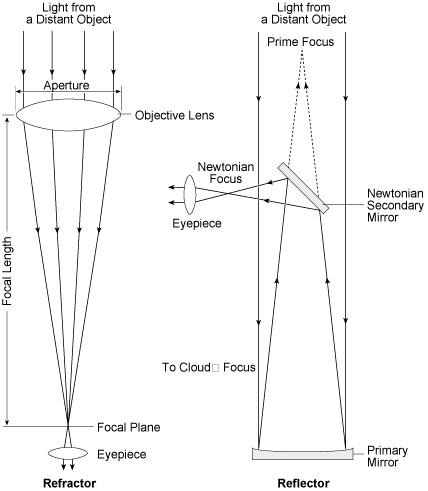 Light from
a Distant Object
Aperture
Objective Lens
Focal Length
Focal Plane
Eyepiece
Refractor
Light from
a Distant Object
Prime Focus
Newtonian
Focus
Eyepiece
Newtonian
Secondary
Mirror
To Cloud□ Focus
Primary
Mirror
Reflector